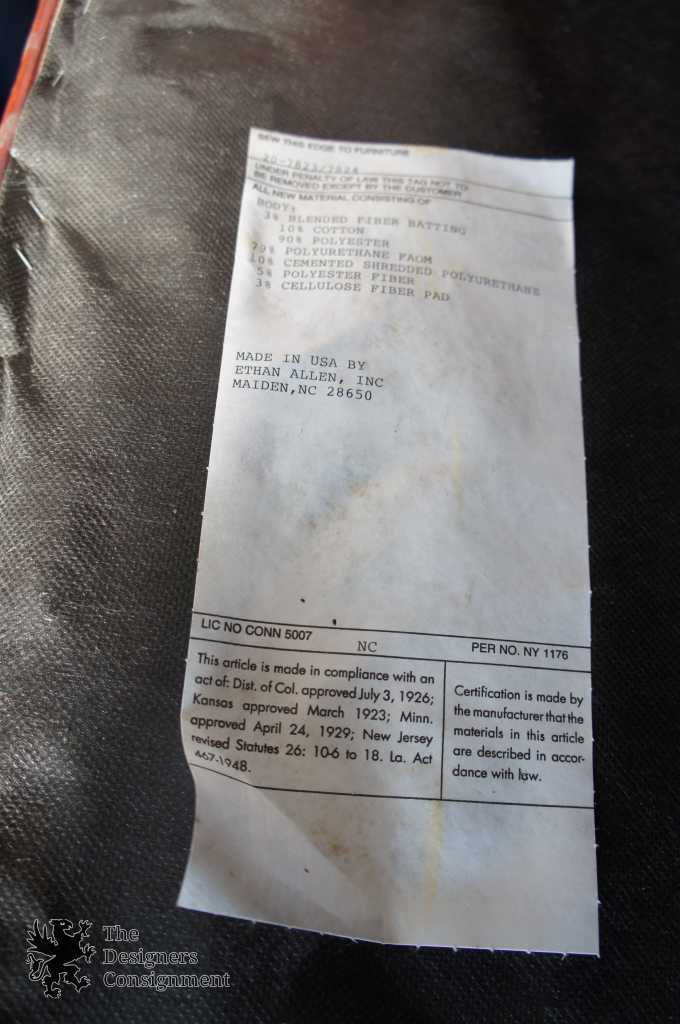 SEW THIS EDGE TO FURNITURE
20-7823/7824
UNDER PENALTY OF LAW THIS TAG NOT TO
BE REMOVED EXCEPT BY THE CUSTOMER
ALL NEW MATERIAL CONSISTING OF
BODY:
3% BLENDED FIBER BATTING
10% COTTON
90% POLYESTER
79% POLYURETHANE FAOM
10% CEMENTED SHREDDED POLYURETHANE
5% POLYESTER FIBER
3% CELLULOSE FIBER PAD
MADE IN USA BY
ETHAN ALLEN, INC
MAIDEN,NC 28650
LIC NO CONN 5007
NC
PER NO. NY 1176
This article is made in compliance with an
act of: Dist. of Col. approved July 3, 1926;
Kansas approved March 1923; Minn.
approved April 24, 1929; New Jersey
revised Statutes 26: 10-6 to 18. La. Act
467-1948.
Certification is made by
the manufacturer that the
materials in this article
are described in accor-
dance with law.
The
Designers
Consignment